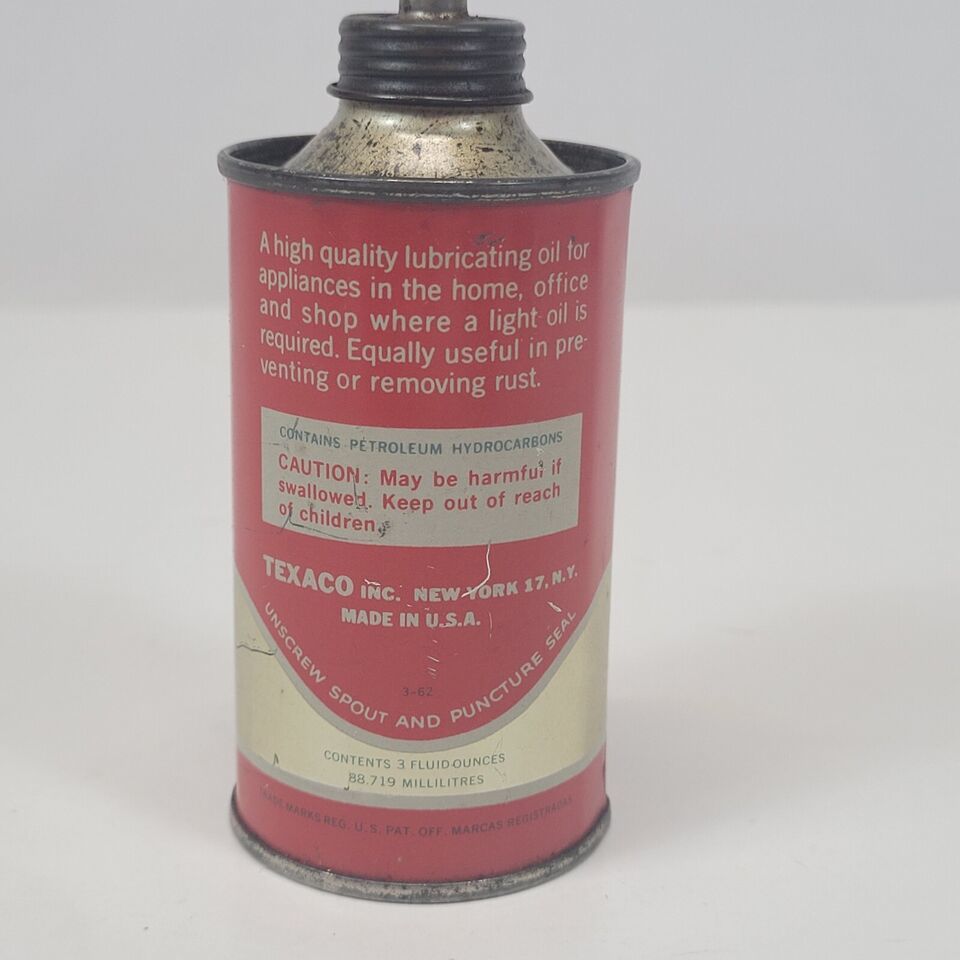 A high quality lubricating oil for
appliances in the home, office
and shop where a light oil is
required. Equally useful in pre-
venting or removing rust.
CONTAINS PETROLEUM HYDROCARBONS
CAUTION: May be harmful if
swallowed. Keep out of reach
of children.
TEXACO INC. NEW YORK 17, N.Y.
MADE IN U.S.A.
3-62
UNSCREW SPOUT AND PUNCTURE SEAL
CONTENTS 3 FLUID OUNCES
88.719 MILLILITRES
TRADE MARKS REG. U.S. PAT. OFF. MARCAS REGISTRADAS